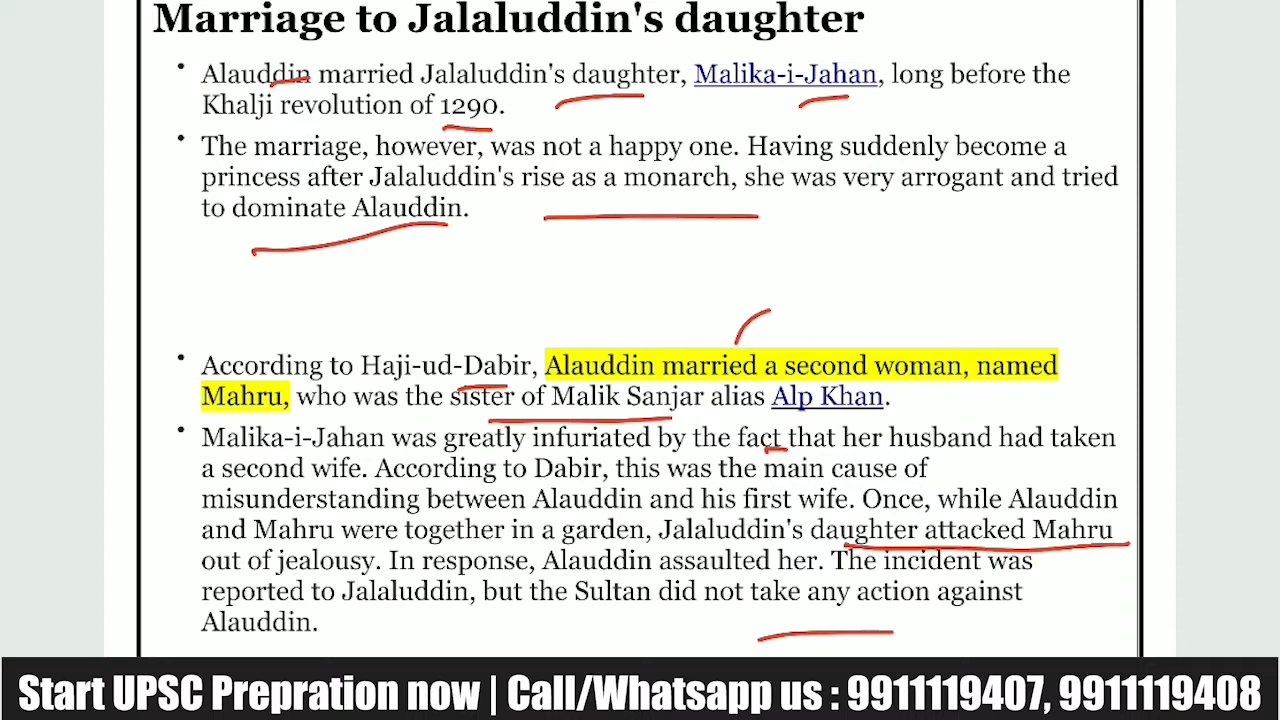 Marriage to Jalaluddin's daughter
• Alauddin married Jalaluddin's daughter, Malika-i-Jahan, long before the
Khalji revolution of 1290.
• The marriage, however, was not a happy one. Having suddenly become a
princess after Jalaluddin's rise as a monarch, she was very arrogant and tried
to dominate Alauddin.
• According to Haji-ud-Dabir, Alauddin married a second woman, named
Mahru, who was the sister of Malik Sanjar alias Alp Khan.
• Malika-i-Jahan was greatly infuriated by the fact that her husband had taken
a second wife. According to Dabir, this was the main cause of
misunderstanding between Alauddin and his first wife. Once, while Alauddin
and Mahru were together in a garden, Jalaluddin's daughter attacked Mahru
out of jealousy. In response, Alauddin assaulted her. The incident was
reported to Jalaluddin, but the Sultan did not take any action against
Alauddin.
Start UPSC Prepration now | Call/Whatsapp us : 9911119407, 9911119408